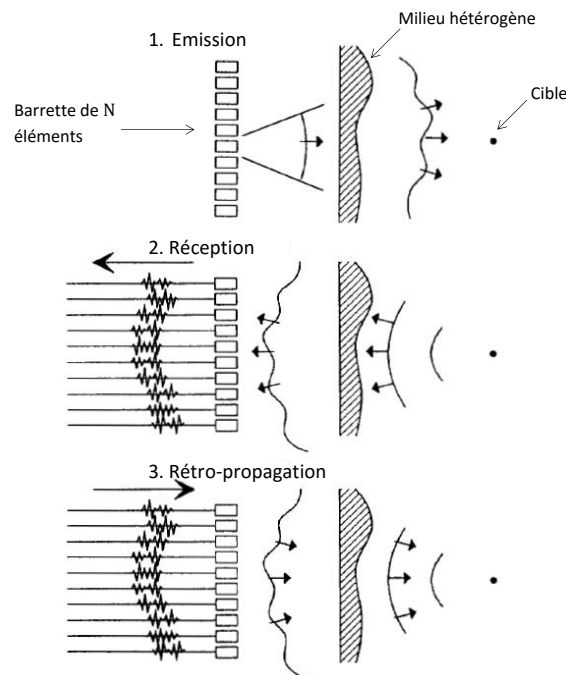 Milieu hétérogène
1. Emission
Cible
Barrette de N
éléments
2. Réception
3. Rétro-propagation